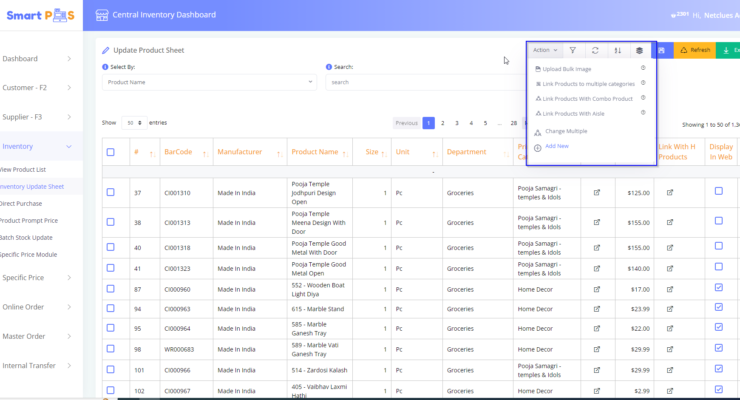 Smart POS
Central Inventory Dashboard
Hi, Netclues A
Dashboard
Customer - F2
Supplier - F3
Inventory
View Product List
Inventory Update Sheet
Direct Purchase
Product Prompt Price
Batch Stock Update
Specific Price Module
Specific Price
Online Order
Master Order
Internal Transfer
Update Product Sheet
Action
Refresh
Select By:
Search:
Product Name
search
Upload Bulk Image
Link Products to multiple categories
Link Products With Combo Product
Link Products With Aisle
Change Multiple
Add New
Show 50 entries
Previous 1 2 3 4 5 ... 28
Showing 1 to 50 of 1,3
# BarCode Manufacturer Product Name Size Unit Department Link With H Products Display In Web
-
37 CI001310 Made In India Pooja Temple Jodhpuri Design Open 1 Pc Groceries Pooja Samagri - temples & Idols $125.00
38 CI001313 Made In India Pooja Temple Meena Design With Door 1 Pc Groceries Pooja Samagri - temples & Idols $155.00
40 CI001318 Made In India Pooja Temple Good Metal With Door 1 Pc Groceries Pooja Samagri - temples & Idols $155.00
41 CI001323 Made In India Pooja Temple Good Metal Open 1 Pc Groceries Pooja Samagri - temples & Idols $140.00
87 CI000960 Made In India 552 - Wooden Boat Light Diya 1 Pc Groceries Home Decor $17.00
94 CI000963 Made In India 615 - Marble Stand 1 Pc Groceries Home Decor $23.99
95 CI000964 Made In India 585 - Marble Ganesh Tray 1 Pc Groceries Home Decor $22.00
98 WR000683 Made In India 589 - Marble Vati Ganesh Tray 1 Pc Groceries Home Decor $29.99
101 CI000966 Made In India 514 - Zardosi Kalash 1 Pc Groceries Pooja Samagri - temples & Idols $4.99
102 CI000967 Made In India 405 - Vaibhav Laxmi Hathi 1 Pc Groceries Home Decor $2.99